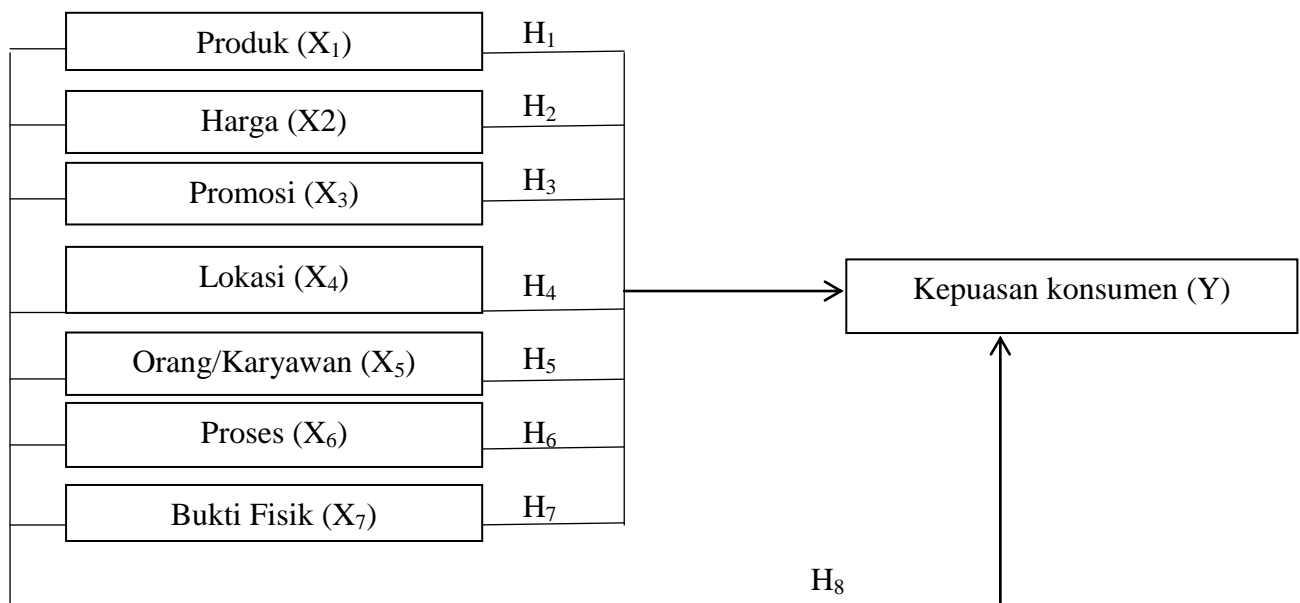 Produk (X₁) H₁
Harga (X2) H₂
Promosi (X₃) H₃
Lokasi (X₄) H₄
Kepuasan konsumen (Y)
Orang/Karyawan (X₅) H₅
Proses (X₆) H₆
Bukti Fisik (X₇) H₇
H₈